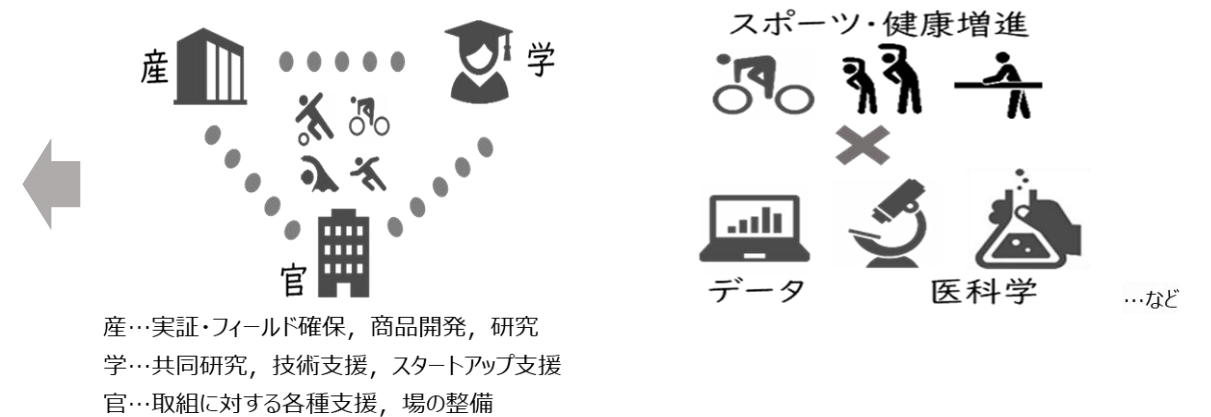 産
学
官
産…実証・フィールド確保，商品開発，研究
学…共同研究，技術支援，スタートアップ支援
官…取組に対する各種支援，場の整備
スポーツ・健康増進
データ
医科学
…など